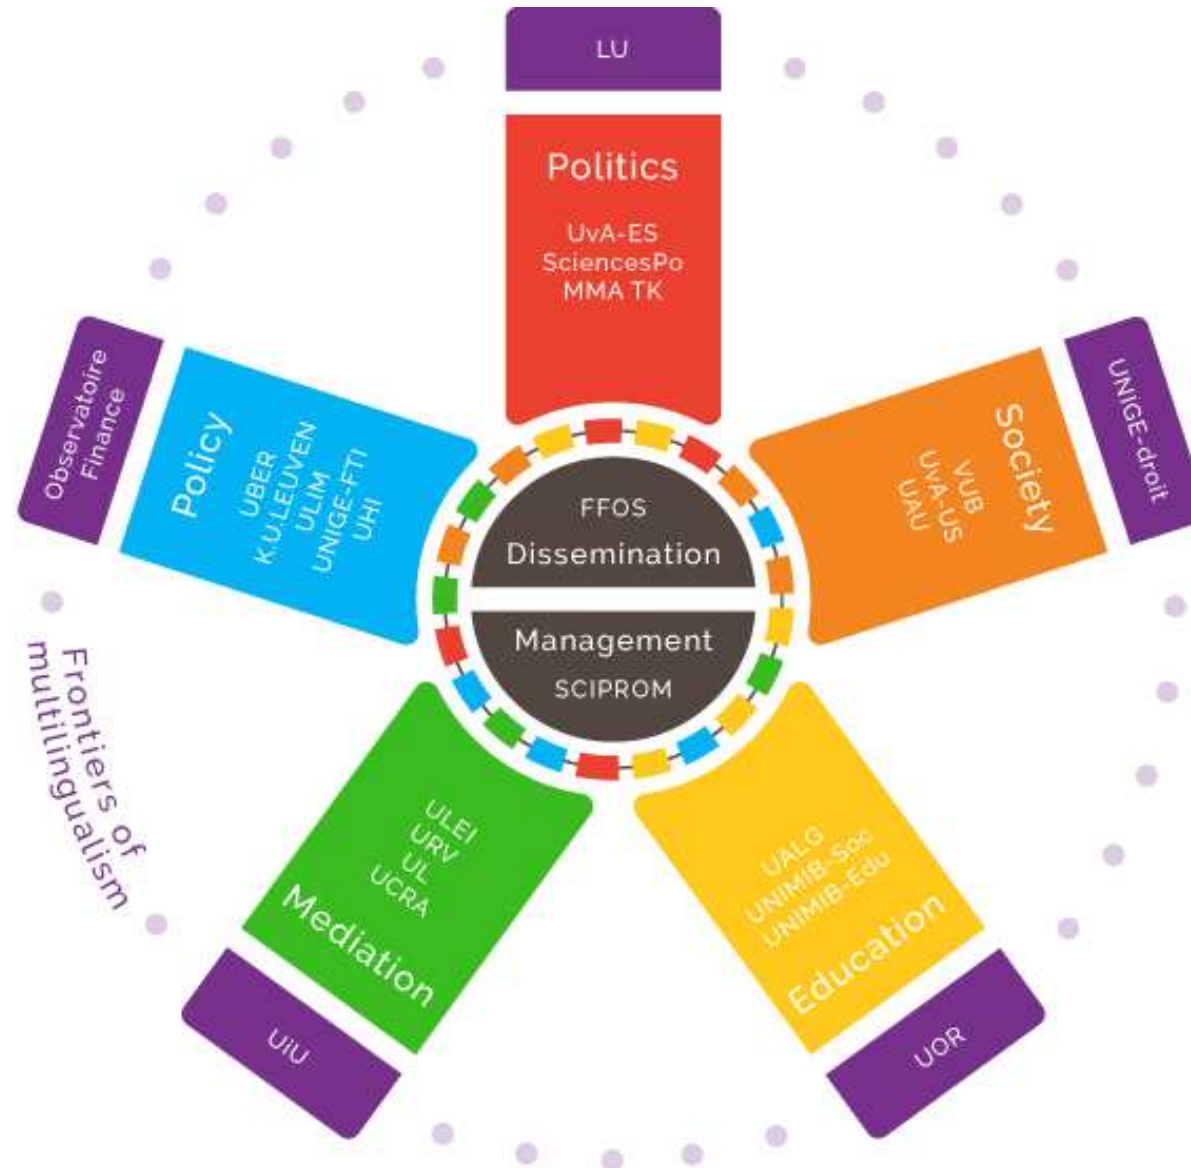 LU
Politics
UvA-ES
SciencesPo
MMA TK
UNIGE-droit
Society
VUB
UvA-US
UAU
UOR
Education
UALG
UNIMIB-Soc
UNIMIB-Edu
UiU
Mediation
ULEI
URV
UL
UCRA
Observatoire
Finance
Policy
UBER
K.U.LEUVEN
ULIM
UNIGE-FTI
UHI
FFOS
Dissemination
Management
SCIPROM
Frontiers of
multilingualism